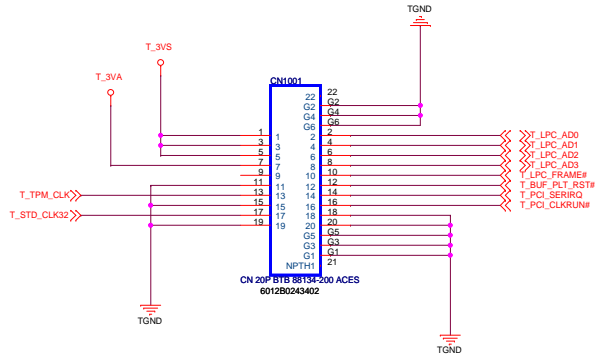 TGND
T_3VS
T_3VA
CN1001
22
22
G2 G2
G4 G4
G6 G6
1 1 2 2 T_LPC_AD0
3 3 4 4 T_LPC_AD1
5 5 6 6 T_LPC_AD2
7 7 8 8 T_LPC_AD3
9 9 10 10 T_LPC_FRAME#
11 11 12 12 T_BUF_PLT_RST#
T_TPM_CLK 13 13 14 14 T_PCI_SERIRQ
15 15 16 16 T_PCI_CLKRUN#
T_STD_CLK32 17 17 18 18
19 19 20 20
G5 G5
G3 G3
G1 G1
NPTH1 21
CN 20P BTB 88134-200 ACES
6012B0243402
TGND
TGND